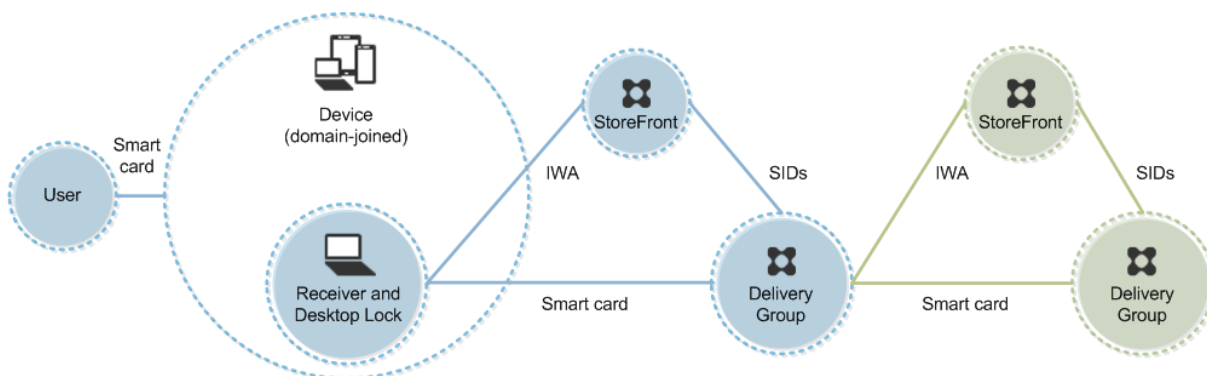 User
Smart
card
Device
(domain-joined)
Receiver and
Desktop Lock
IWA
StoreFront
SIDs
Smart card
Delivery
Group
IWA
StoreFront
SIDs
Smart card
Delivery
Group